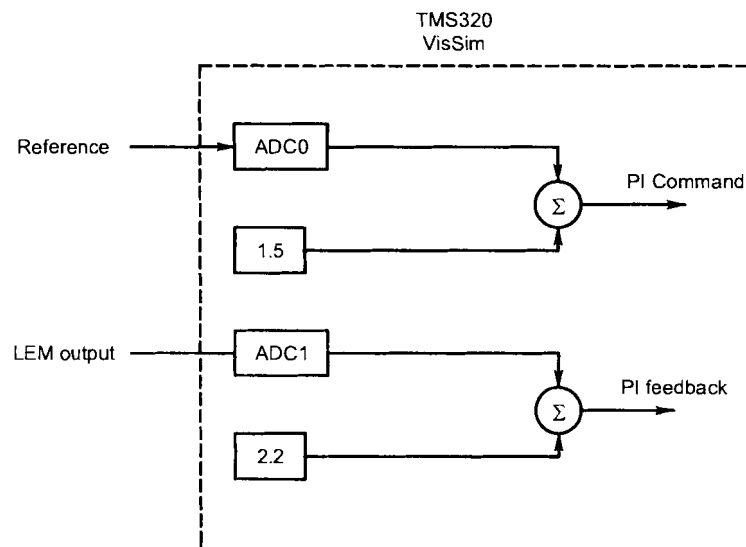 TMS320
VisSim
Reference
ADC0
PI Command
Σ
1.5
LEM output
ADC1
PI feedback
Σ
2.2